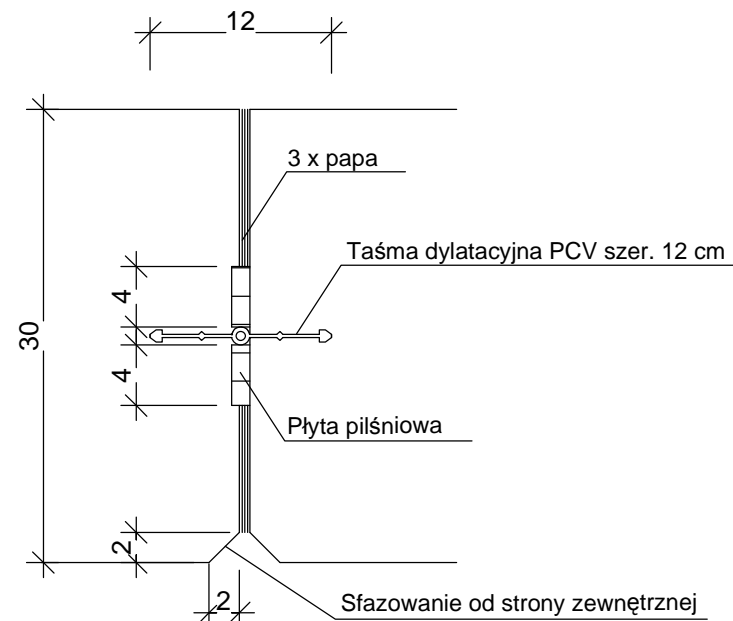 12
3 x papa
Taśma dylatacyjna PCV szer. 12 cm
4
30
4
Płyta pilśniowa
2
2
Sfazowanie od strony zewnętrznej